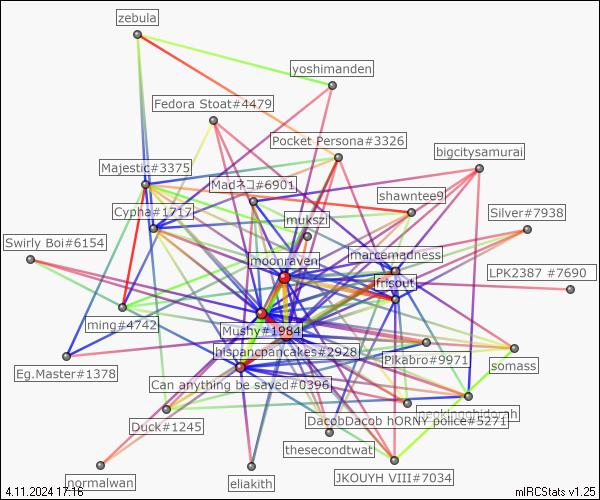 zebula
yoshimanden
Fedora Stoat#4479
Pocket Persona#3326
bigcitysamurai
Majestic#3375
Madネコ#6901
shawntee9
Cypha#1717
mukszi
Silver#7938
Swirly Boi#6154
moonraven
marcemadness
LPK2387 #7690
frisout
ming#4742
Mushy#1984
hispancpancakes#2928
Pikabro#9971
somass
Eg.Master#1378
Can anything be saved#0396
neokingghidorah
DacobDacob hORNY police#5271
Duck#1245
thesecondtwat
normalwan
eliakith
JKOUYH VIII#7034
4.11.2024 17:16
mIRCStats v1.25